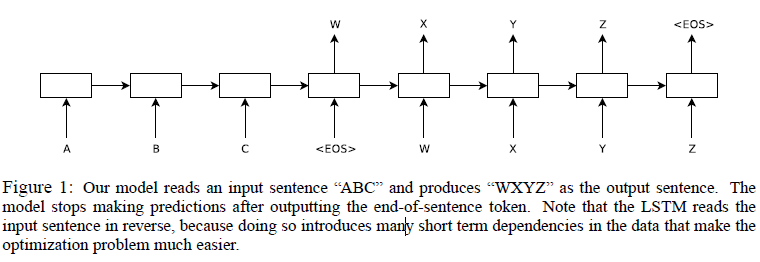 W X Y Z <EOS>
A B C <EOS> W X Y Z
Figure 1: Our model reads an input sentence “ABC” and produces “WXYZ” as the output sentence. The
model stops making predictions after outputting the end-of-sentence token. Note that the LSTM reads the
input sentence in reverse, because doing so introduces many short term dependencies in the data that make the
optimization problem much easier.